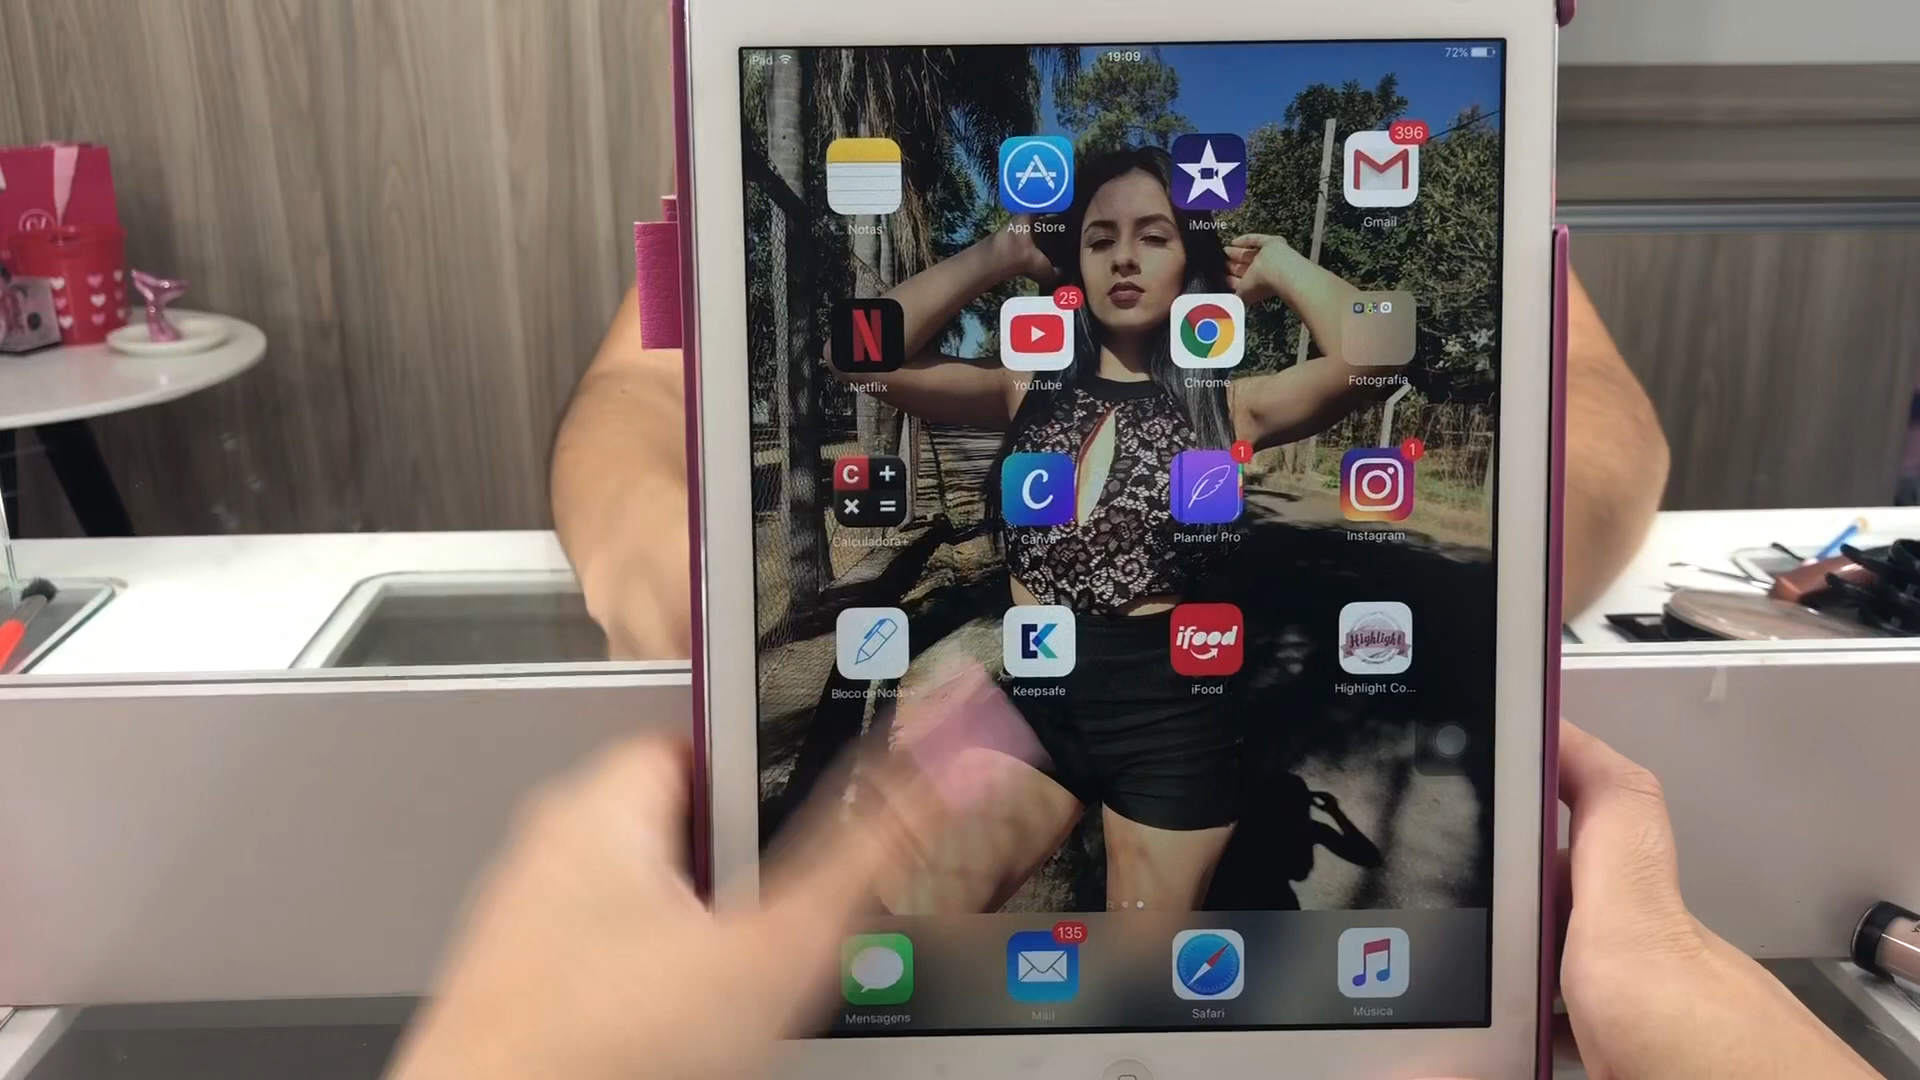 iPad
19:09
72%
396
Notas
App Store
iMovie
Gmail
N
25
Netflix
YouTube
Chrome
Fotografia
C + × =
C
1
1
Calculadora+
Canva
Planner Pro
Instagram
ifood
Highlight
Keepsafe
iFood
Highlight Co...
135
Mensagens
Mail
Safari
Música